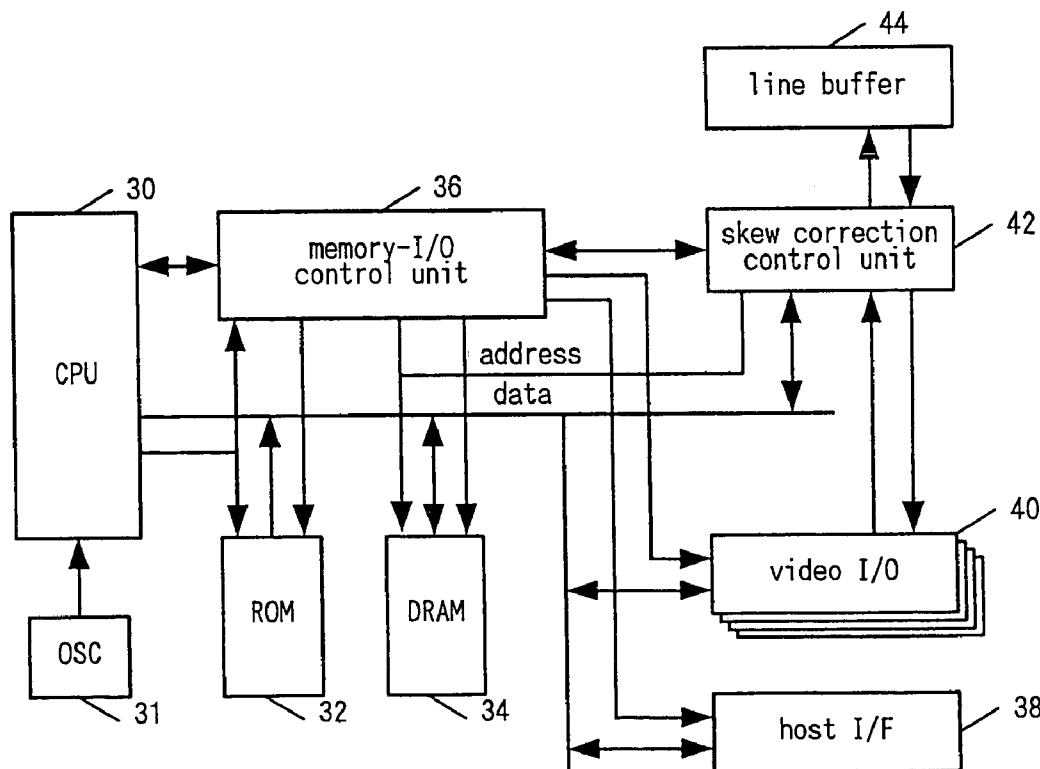 44
line buffer
30
36
memory-I/O
control unit
skew correction
control unit
42
CPU
address
data
40
ROM
DRAM
video I/O
OSC
31
32
34
38
host I/F